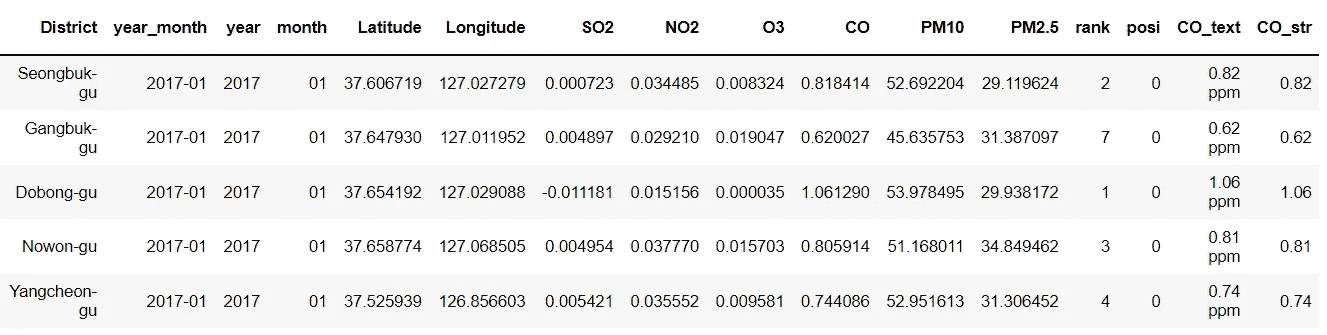 District year_month year month Latitude Longitude SO2 NO2 O3 CO PM10 PM2.5 rank posi CO_text CO_str
Seongbuk-
gu 2017-01 2017 01 37.606719 127.027279 0.000723 0.034485 0.008324 0.818414 52.692204 29.119624 2 0 0.82
ppm 0.82
Gangbuk-
gu 2017-01 2017 01 37.647930 127.011952 0.004897 0.029210 0.019047 0.620027 45.635753 31.387097 7 0 0.62
ppm 0.62
Dobong-gu 2017-01 2017 01 37.654192 127.029088 -0.011181 0.015156 0.000035 1.061290 53.978495 29.938172 1 0 1.06
ppm 1.06
Nowon-gu 2017-01 2017 01 37.658774 127.068505 0.004954 0.037770 0.015703 0.805914 51.168011 34.849462 3 0 0.81
ppm 0.81
Yangcheon-
gu 2017-01 2017 01 37.525939 126.856603 0.005421 0.035552 0.009581 0.744086 52.951613 31.306452 4 0 0.74
ppm 0.74